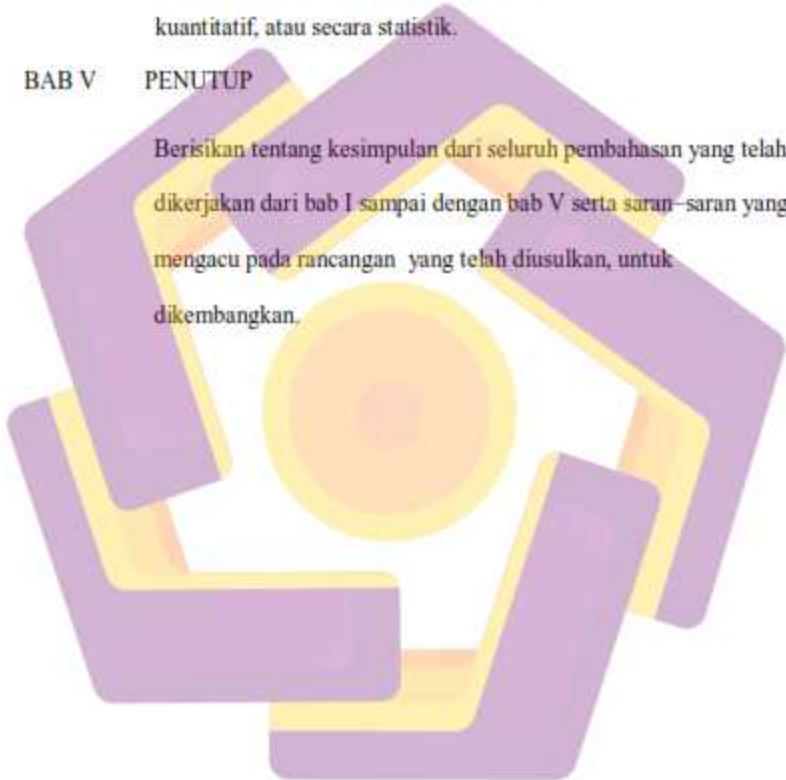 kuantitatif, atau secara statistik.
BAB V PENUTUP
Berisikan tentang kesimpulan dari seluruh pembahasan yang telah
dikerjakan dari bab I sampai dengan bab V serta saran–saran yang
mengacu pada rancangan yang telah diusulkan, untuk
dikembangkan.